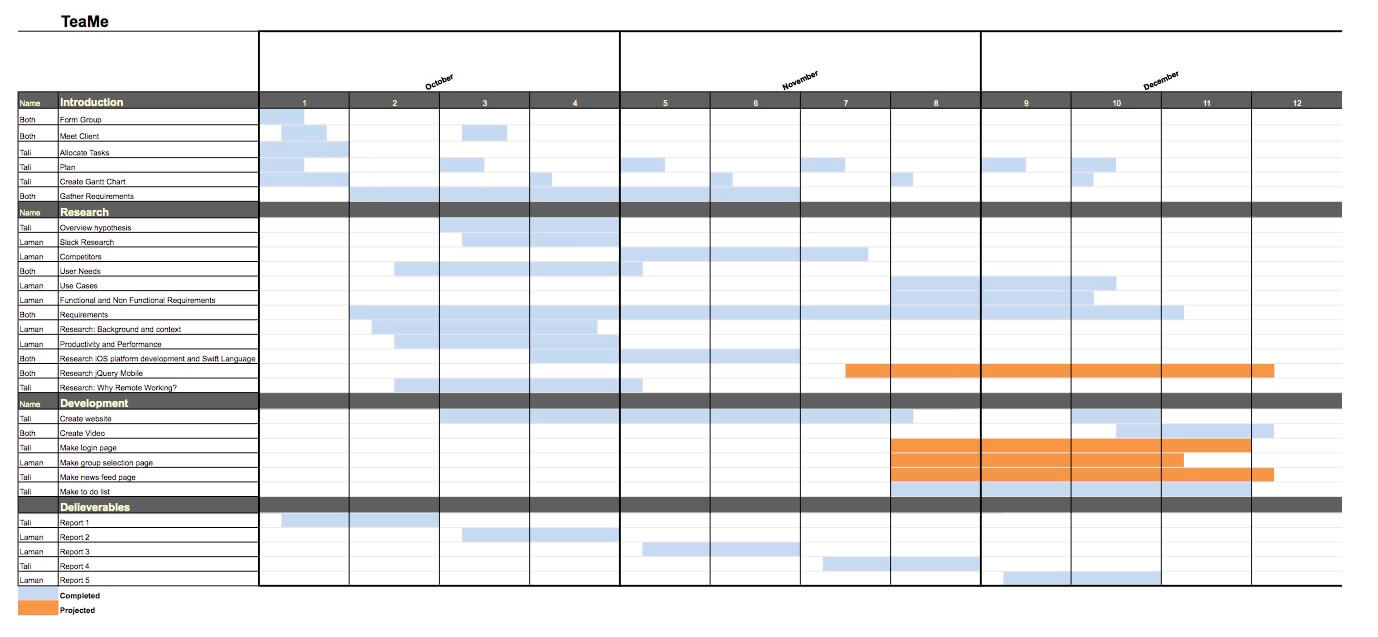 TeaMe
October November December
Name Introduction 1 2 3 4 5 6 7 8 9 10 11 12
Both Form Group
Both Meet Client
Tali Allocate Tasks
Tali Plan
Tali Create Gantt Chart
Both Gather Requirements
Name Research
Tali Overview hypothesis
Laman Slack Research
Laman Competitors
Both User Needs
Laman Use Cases
Laman Functional and Non Functional Requirements
Both Requirements
Laman Research: Background and context
Laman Productivity and Performance
Both Research iOS platform development and Swift Language
Both Research jQuery Mobile
Tali Research: Why Remote Working?
Name Development
Tali Create website
Both Create Video
Tali Make login page
Laman Make group selection page
Tali Make news feed page
Tali Make to do list
Delieverables
Tali Report 1
Laman Report 2
Laman Report 3
Tali Report 4
Laman Report 5
Completed
Projected